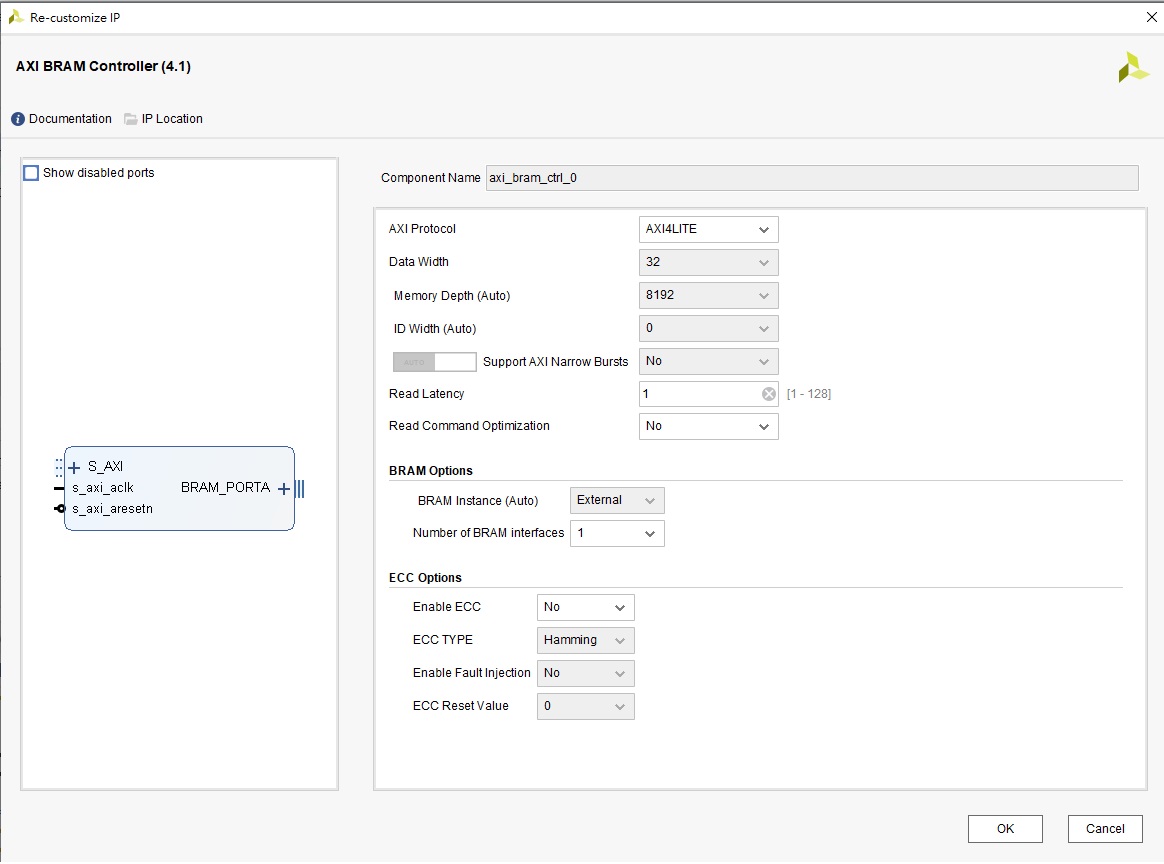 Re-customize IP
AXI BRAM Controller (4.1)
Documentation IP Location
Show disabled ports
S_AXI
s_axi_aclk BRAM_PORTA
s_axi_aresetn
Component Name axi_bram_ctrl_0
AXI Protocol AXI4LITE
Data Width 32
Memory Depth (Auto) 8192
ID Width (Auto) 0
AUTO Support AXI Narrow Bursts No
Read Latency 1 [1 - 128]
Read Command Optimization No
BRAM Options
BRAM Instance (Auto) External
Number of BRAM interfaces 1
ECC Options
Enable ECC No
ECC TYPE Hamming
Enable Fault Injection No
ECC Reset Value 0
OK Cancel